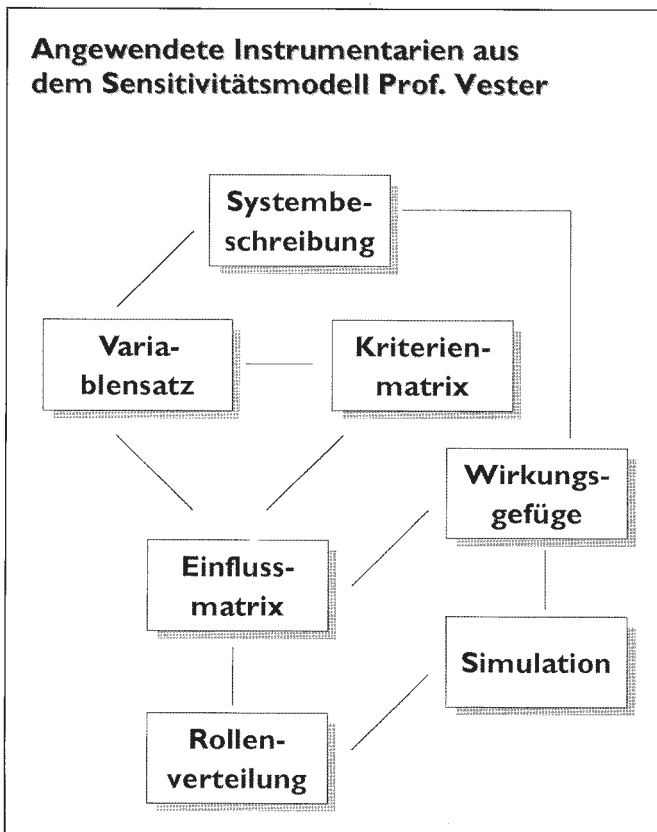 Angewendete Instrumentarien aus
dem Sensitivitätsmodell Prof. Vester
Systembe-
schreibung
Varia-
blensatz
Kriterien-
matrix
Wirkungs-
gefüge
Einfluss-
matrix
Simulation
Rollen-
verteilung